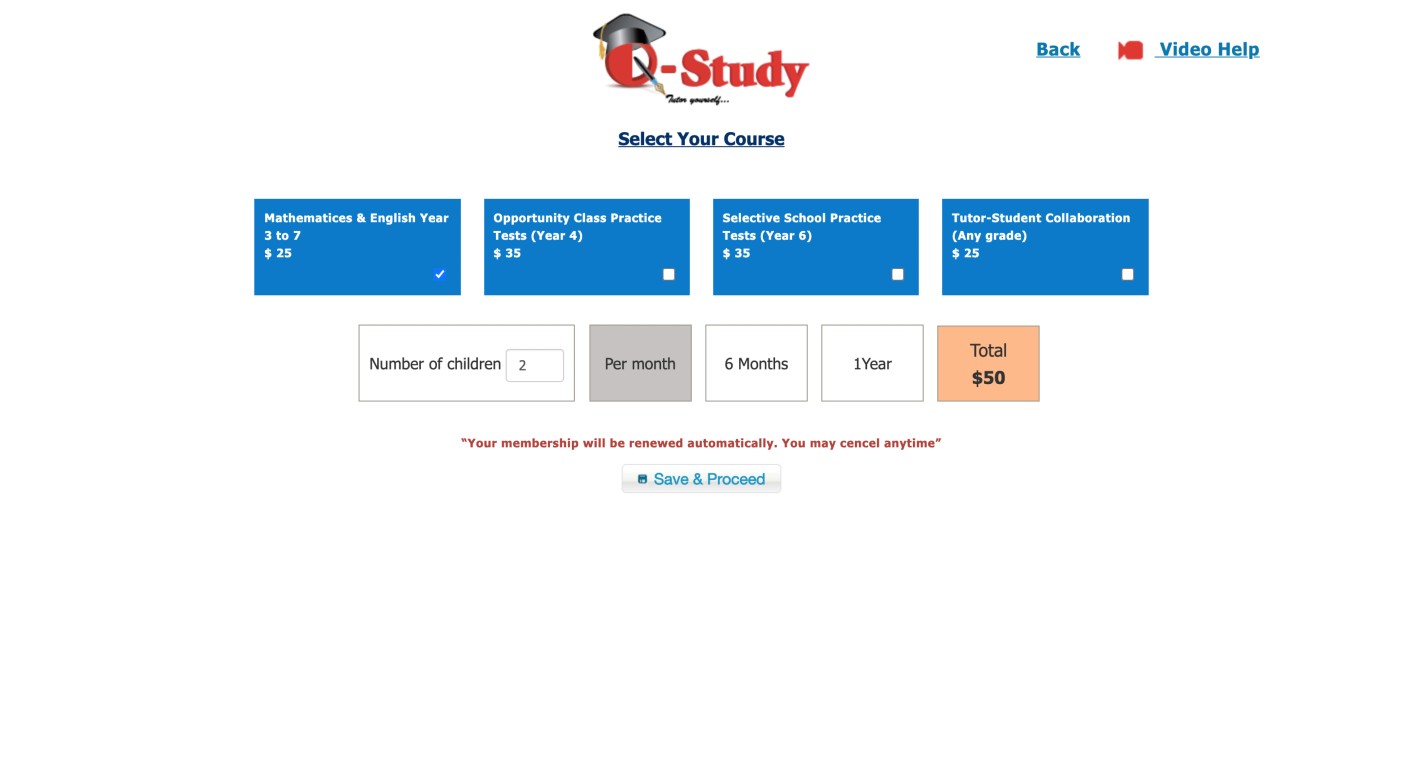 Q-Study
Back
Video Help
Tutor yourself...
Select Your Course
Mathematices & English Year
3 to 7
$ 25
Opportunity Class Practice
Tests (Year 4)
$ 35
Selective School Practice
Tests (Year 6)
$ 35
Tutor-Student Collaboration
(Any grade)
$ 25
Number of children 2
Per month
6 Months
1Year
Total
$50
“Your membership will be renewed automatically. You may cencel anytime”
Save & Proceed